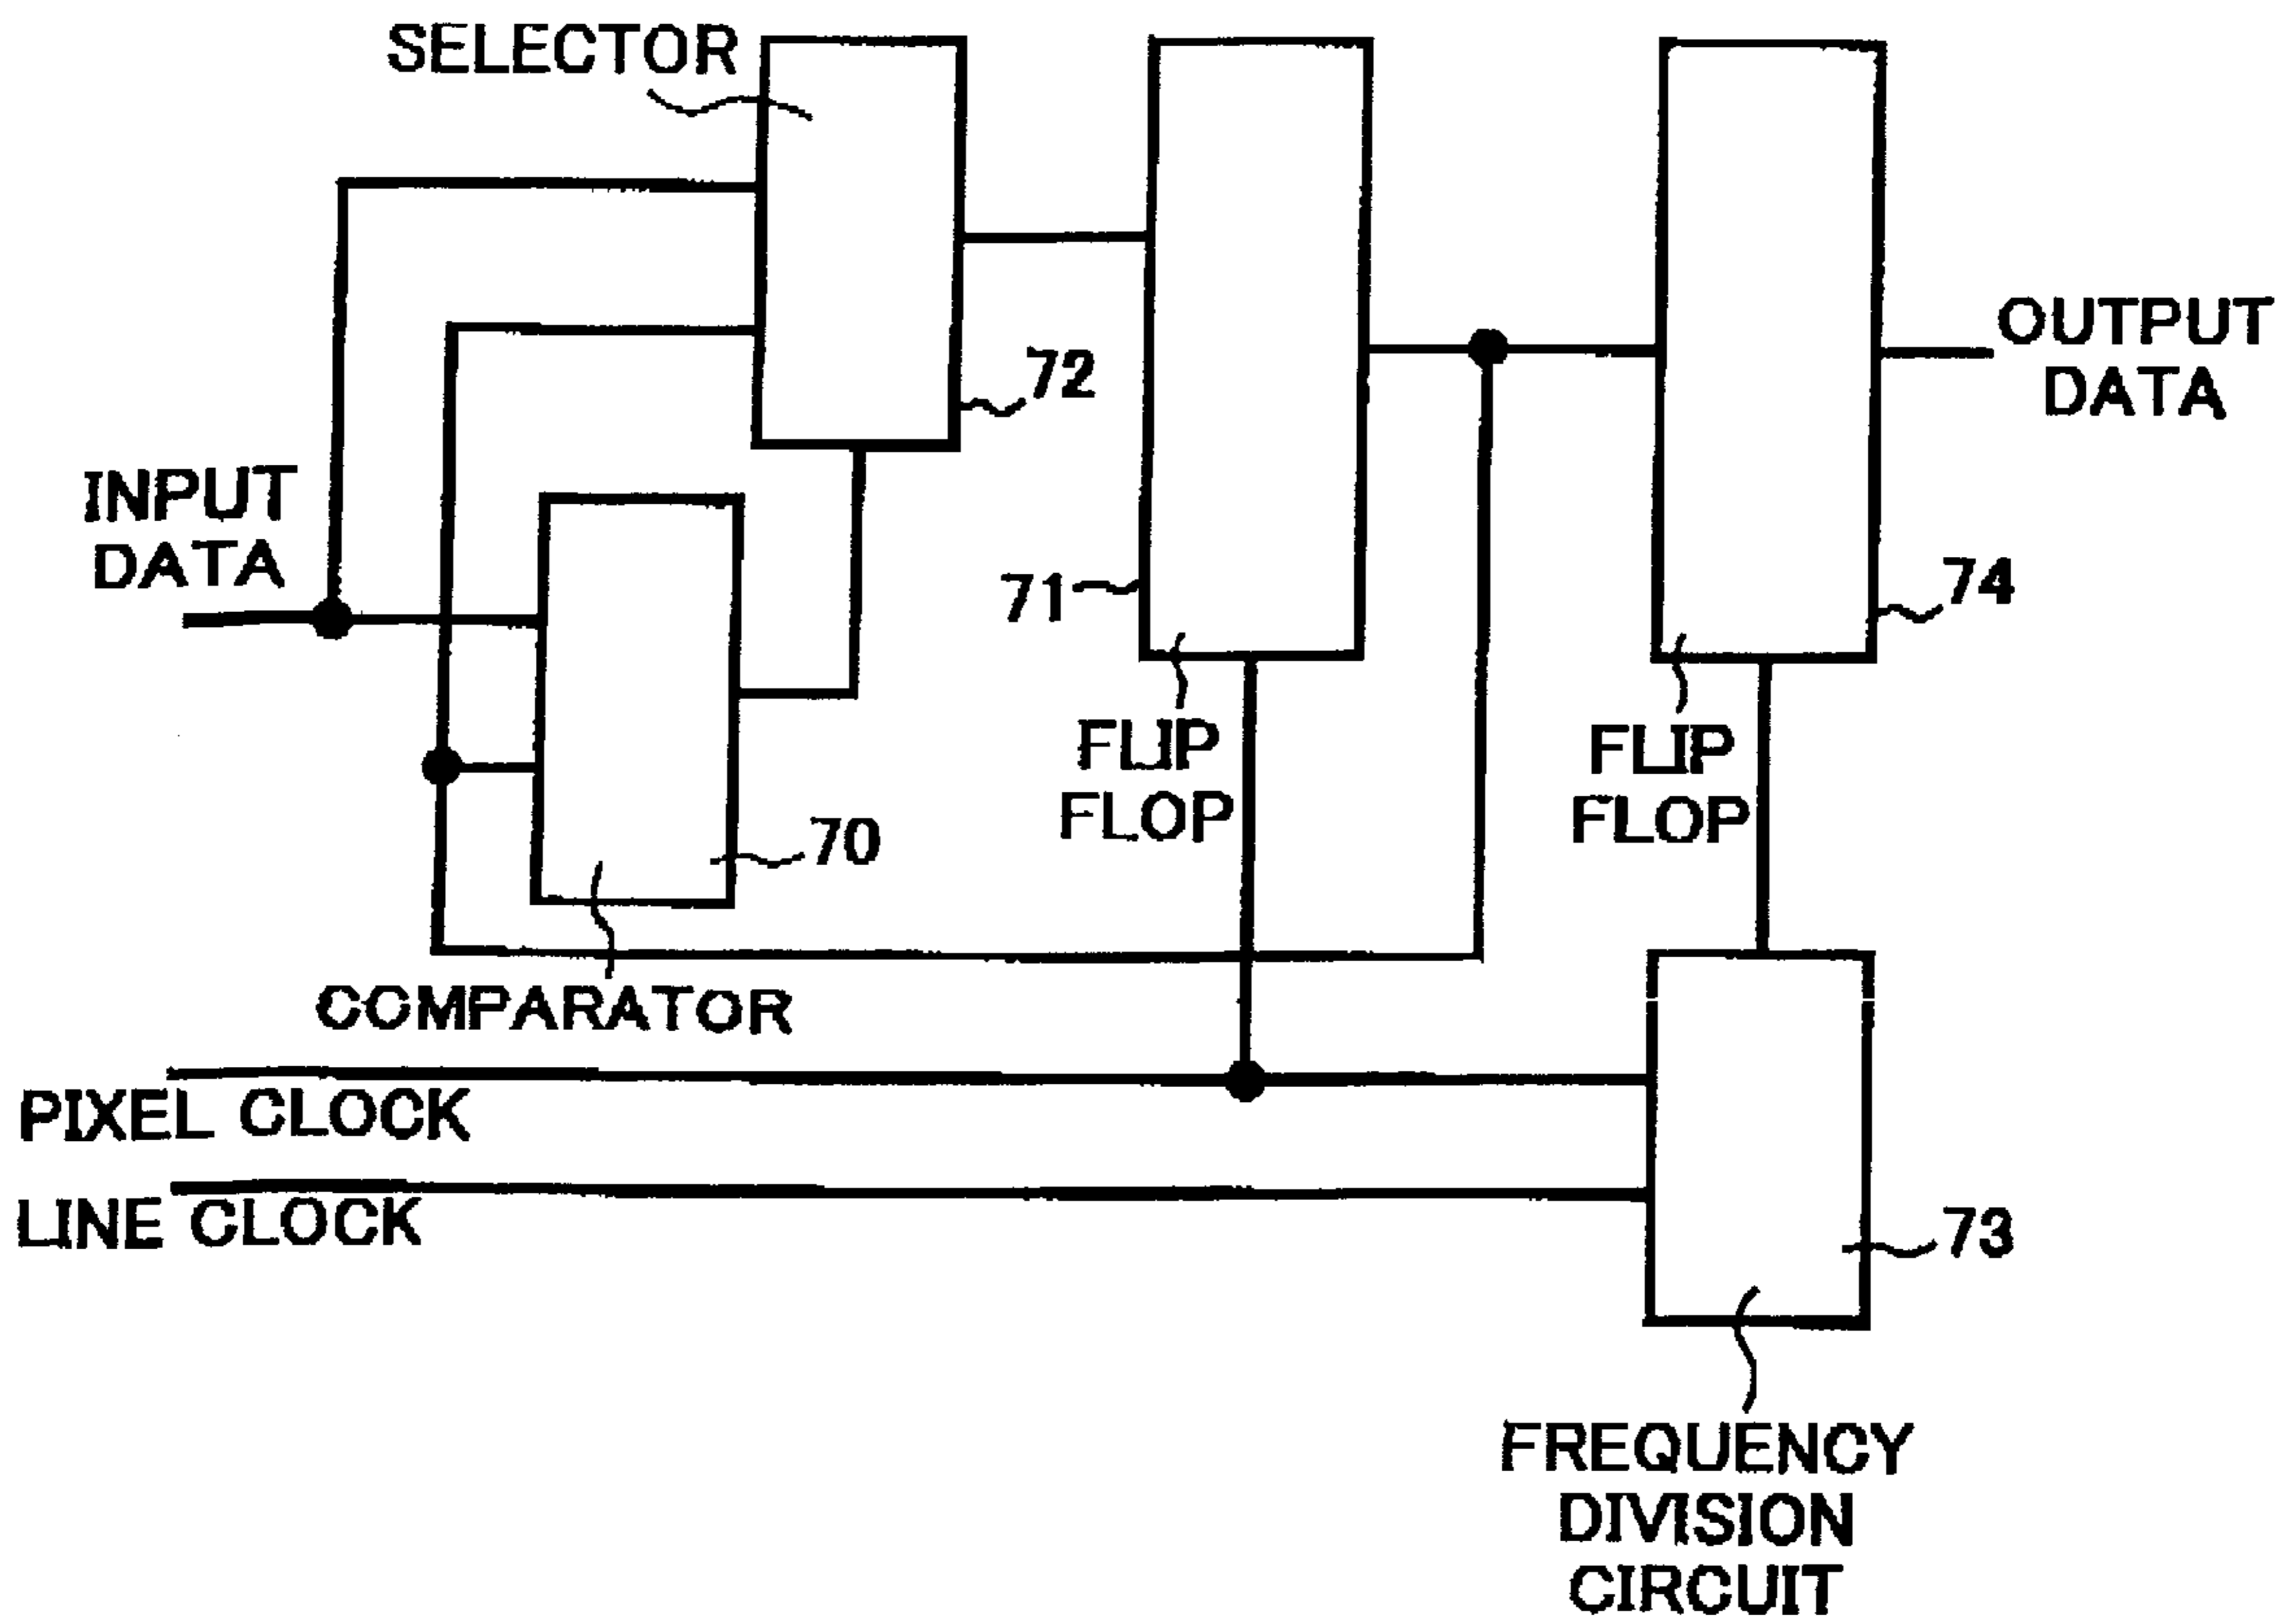 SELECTOR
72
OUTPUT
DATA
INPUT
DATA
71
74
FLIP
FLOP
FLIP
FLOP
70
COMPARATOR
PIXEL CLOCK
LINE CLOCK
73
FREQUENCY
DIVISION
CIRCUIT